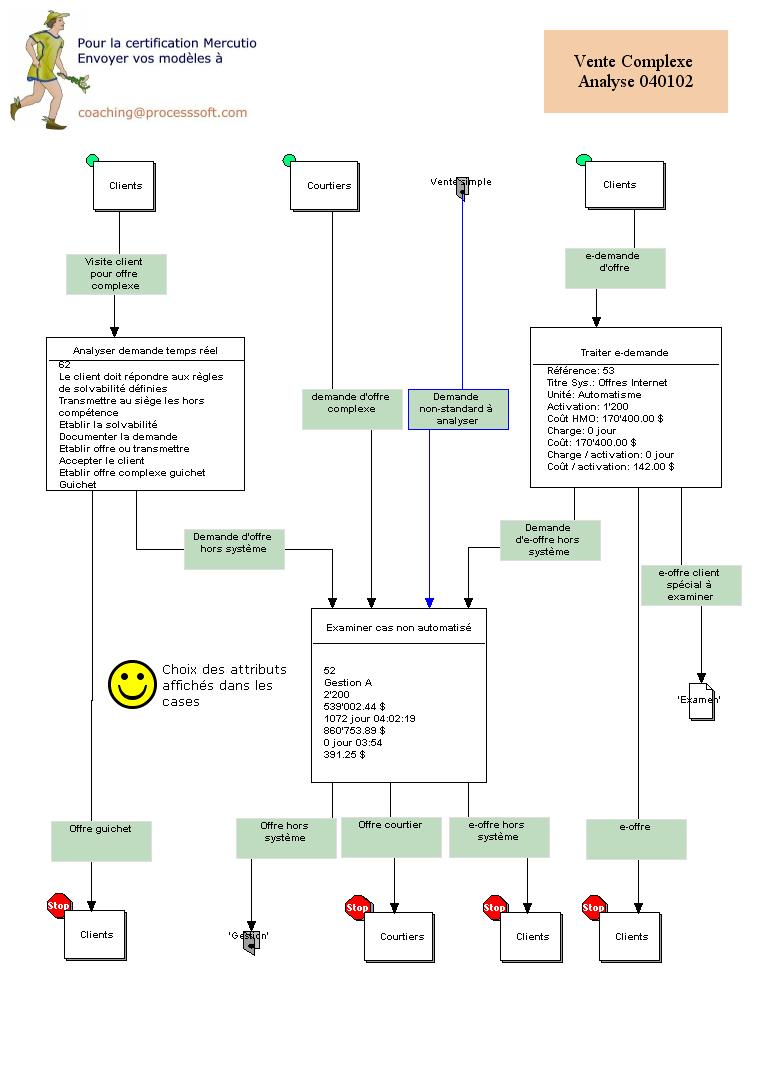 Pour la certification Mercutio
Envoyer vos modèles à
coaching@processsoft.com
Vente Complexe
Analyse 040102
Clients
Courtiers
Vente simple
Clients
Visite client
pour offre
complexe
e-demande
d'offre
Analyser demande temps réel
62
Le client doit répondre aux règles
de solvabilité définies
Transmettre au siège les hors
compétence
Etablir la solvabilité
Documenter la demande
Etablir offre ou transmettre
Accepter le client
Etablir offre complexe guichet
Guichet
demande d'offre
complexe
Demande
non-standard à
analyser
Traiter e-demande
Référence: 53
Titre Sys.: Offres Internet
Unité: Automatisme
Activation: 1'200
Coût HMO: 170'400.00 $
Charge: 0 jour
Coût: 170'400.00 $
Charge / activation: 0 jour
Coût / activation: 142.00 $
Demande d'offre
hors système
Demande
d'e-offre hors
système
e-offre client
spécial à
examiner
Examiner cas non automatisé
52
Gestion A
2'200
539'002.44 $
1072 jour 04:02:19
860'753.89 $
0 jour 03:54
391.25 $
Choix des attributs
affichés dans les
cases
'Examen'
Offre guichet
Offre hors
système
Offre courtier
e-offre hors
système
e-offre
Stop
Clients
'Gestion'
Stop
Courtiers
Stop
Clients
Stop
Clients